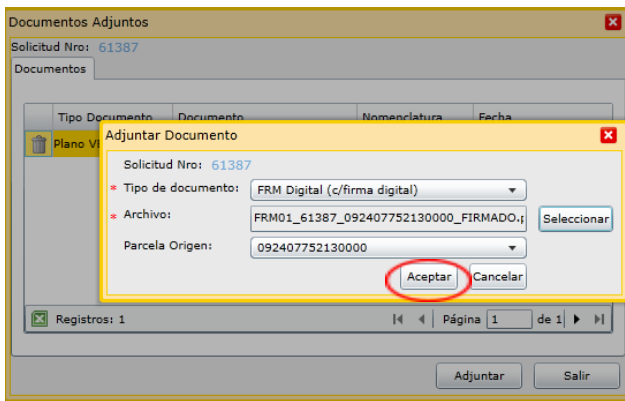 Documentos Adjuntos
Solicitud Nro: 61387
Documentos
Tipo Documento Documento Nomenclatura Fecha
Plano
Adjuntar Documento
Solicitud Nro: 61387
* Tipo de documento: FRM Digital (c/firma digital)
* Archivo: FRM01_61387_092407752130000_FIRMADO.p Seleccionar
Parcela Origen: 092407752130000
Aceptar Cancelar
Registros: 1 Página 1 de 1
Adjuntar Salir